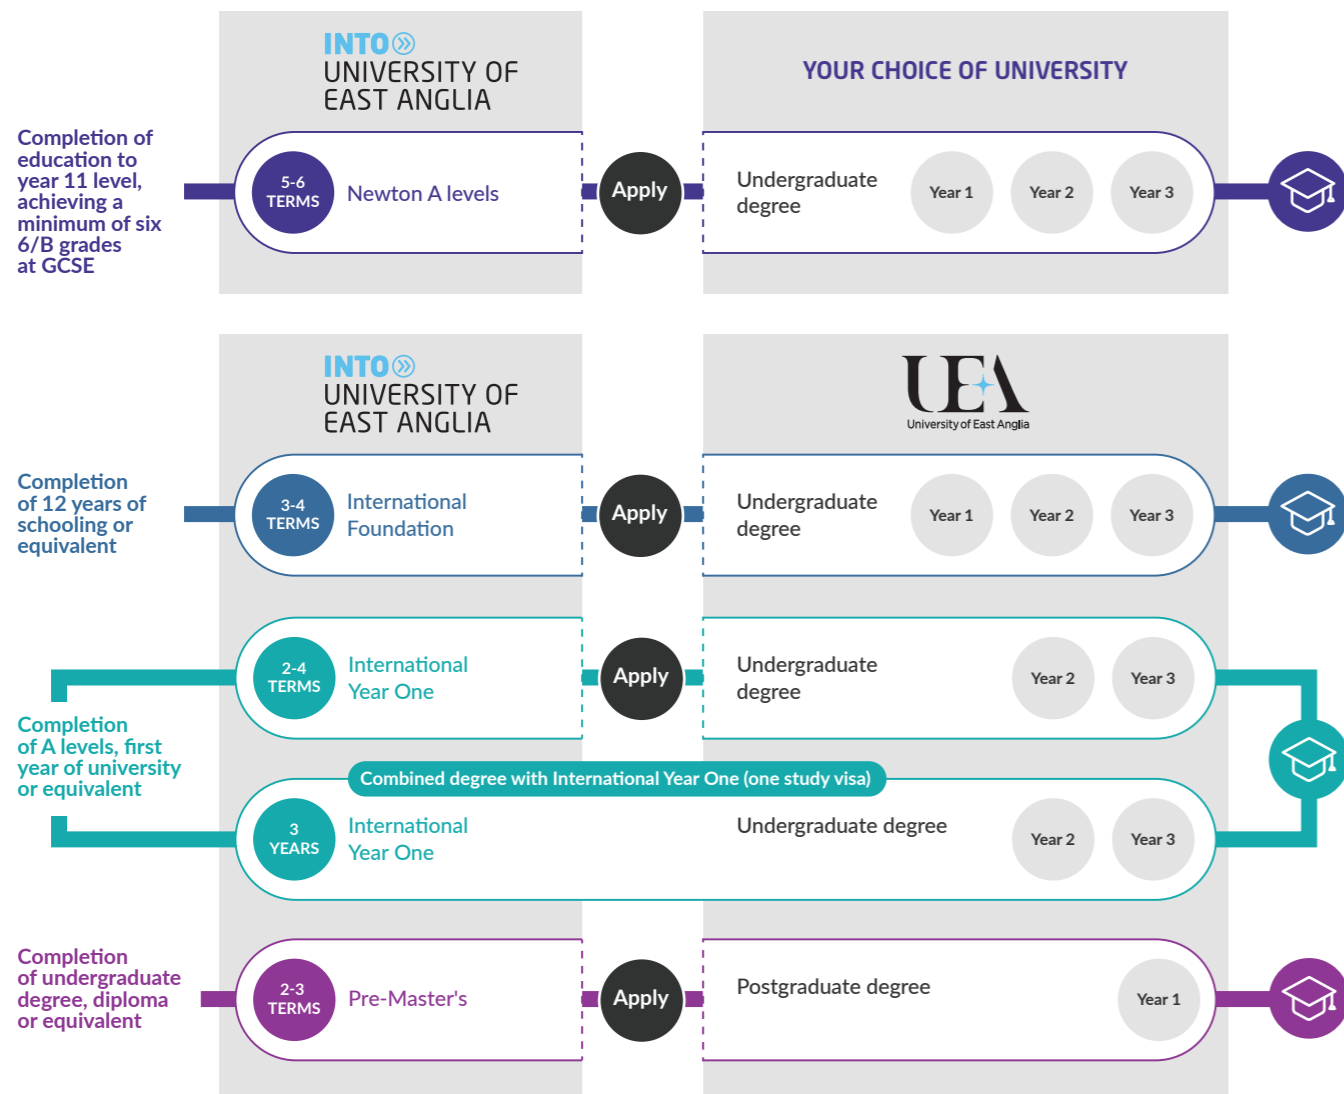 INTO
UNIVERSITY OF
EAST ANGLIA
YOUR CHOICE OF UNIVERSITY
Completion of
education to
year 11 level,
achieving a
minimum of six
6/B grades
at GCSE
5-6
TERMS
Newton A levels
Apply
Undergraduate
degree
Year 1
Year 2
Year 3
INTO
UNIVERSITY OF
EAST ANGLIA
UEA
University of East Anglia
Completion
of 12 years of
schooling or
equivalent
3-4
TERMS
International
Foundation
Apply
Undergraduate
degree
Year 1
Year 2
Year 3
Completion
of A levels, first
year of university
or equivalent
2-4
TERMS
International
Year One
Apply
Undergraduate
degree
Year 2
Year 3
Combined degree with International Year One (one study visa)
3
YEARS
International
Year One
Undergraduate degree
Year 2
Year 3
Completion
of undergraduate
degree, diploma
or equivalent
2-3
TERMS
Pre-Master's
Apply
Postgraduate degree
Year 1